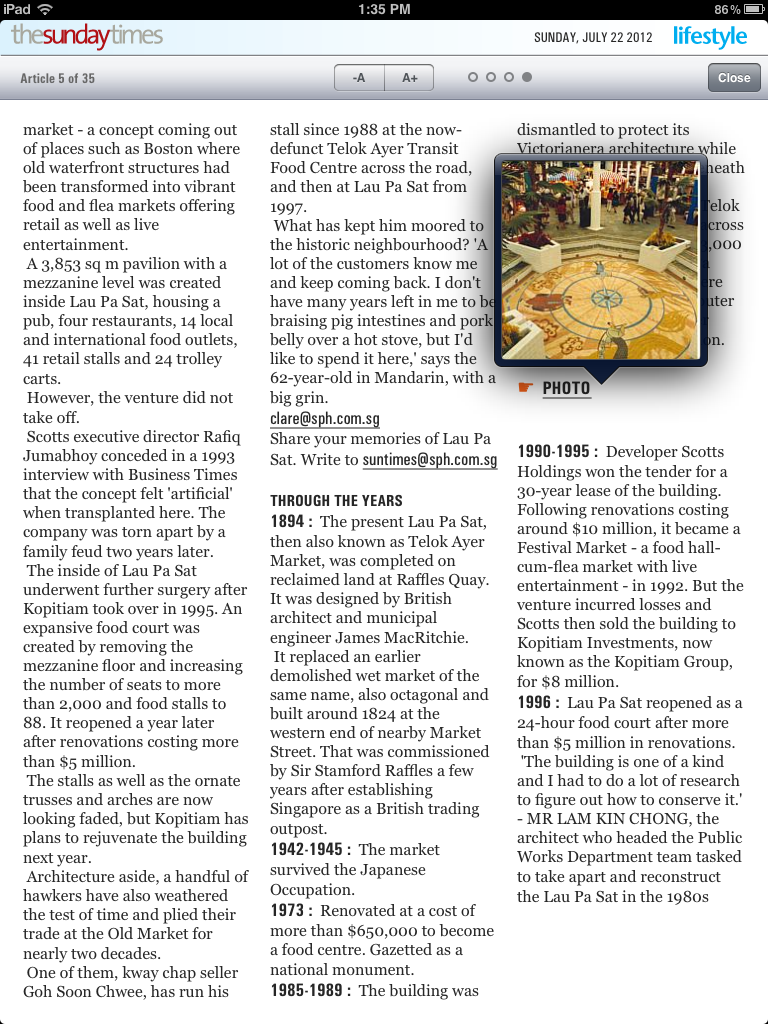 iPad 1:35 PM 86%
thesundaytimes SUNDAY, JULY 22 2012 lifestyle
Article 5 of 35 -A A+ Close
market - a concept coming out
of places such as Boston where
old waterfront structures had
been transformed into vibrant
food and flea markets offering
retail as well as live
entertainment.
A 3,853 sq m pavilion with a
mezzanine level was created
inside Lau Pa Sat, housing a
pub, four restaurants, 14 local
and international food outlets,
41 retail stalls and 24 trolley
carts.
However, the venture did not
take off.
Scotts executive director Rafiq
Jumabhoy conceded in a 1993
interview with Business Times
that the concept felt 'artificial'
when transplanted here. The
company was torn apart by a
family feud two years later.
The inside of Lau Pa Sat
underwent further surgery after
Kopitiam took over in 1995. An
expansive food court was
created by removing the
mezzanine floor and increasing
the number of seats to more
than 2,000 and food stalls to
88. It reopened a year later
after renovations costing more
than $5 million.
The stalls as well as the ornate
trusses and arches are now
looking faded, but Kopitiam has
plans to rejuvenate the building
next year.
Architecture aside, a handful of
hawkers have also weathered
the test of time and plied their
trade at the Old Market for
nearly two decades.
One of them, kway chap seller
Goh Soon Chwee, has run his
stall since 1988 at the now-
defunct Telok Ayer Transit
Food Centre across the road,
and then at Lau Pa Sat from
1997.
What has kept him moored to
the historic neighbourhood? 'A
lot of the customers know me
and keep coming back. I don't
have many years left in me to be
braising pig intestines and pork
belly over a hot stove, but I'd
like to spend it here,' says the
62-year-old in Mandarin, with a
big grin.
clare@sph.com.sg
Share your memories of Lau Pa
Sat. Write to suntimes@sph.com.sg
THROUGH THE YEARS
1894 : The present Lau Pa Sat,
then also known as Telok Ayer
Market, was completed on
reclaimed land at Raffles Quay.
It was designed by British
architect and municipal
engineer James MacRitchie.
It replaced an earlier
demolished wet market of the
same name, also octagonal and
built around 1824 at the
western end of nearby Market
Street. That was commissioned
by Sir Stamford Raffles a few
years after establishing
Singapore as a British trading
outpost.
1942-1945 : The market
survived the Japanese
Occupation.
1973 : Renovated at a cost of
more than $650,000 to become
a food centre. Gazetted as a
national monument.
1985-1989 : The building was
dismantled to protect its
Victorianera architecture while
PHOTO
1990-1995 : Developer Scotts
Holdings won the tender for a
30-year lease of the building.
Following renovations costing
around $10 million, it became a
Festival Market - a food hall-
cum-flea market with live
entertainment - in 1992. But the
venture incurred losses and
Scotts then sold the building to
Kopitiam Investments, now
known as the Kopitiam Group,
for $8 million.
1996 : Lau Pa Sat reopened as a
24-hour food court after more
than $5 million in renovations.
'The building is one of a kind
and I had to do a lot of research
to figure out how to conserve it.'
- MR LAM KIN CHONG, the
architect who headed the Public
Works Department team tasked
to take apart and reconstruct
the Lau Pa Sat in the 1980s